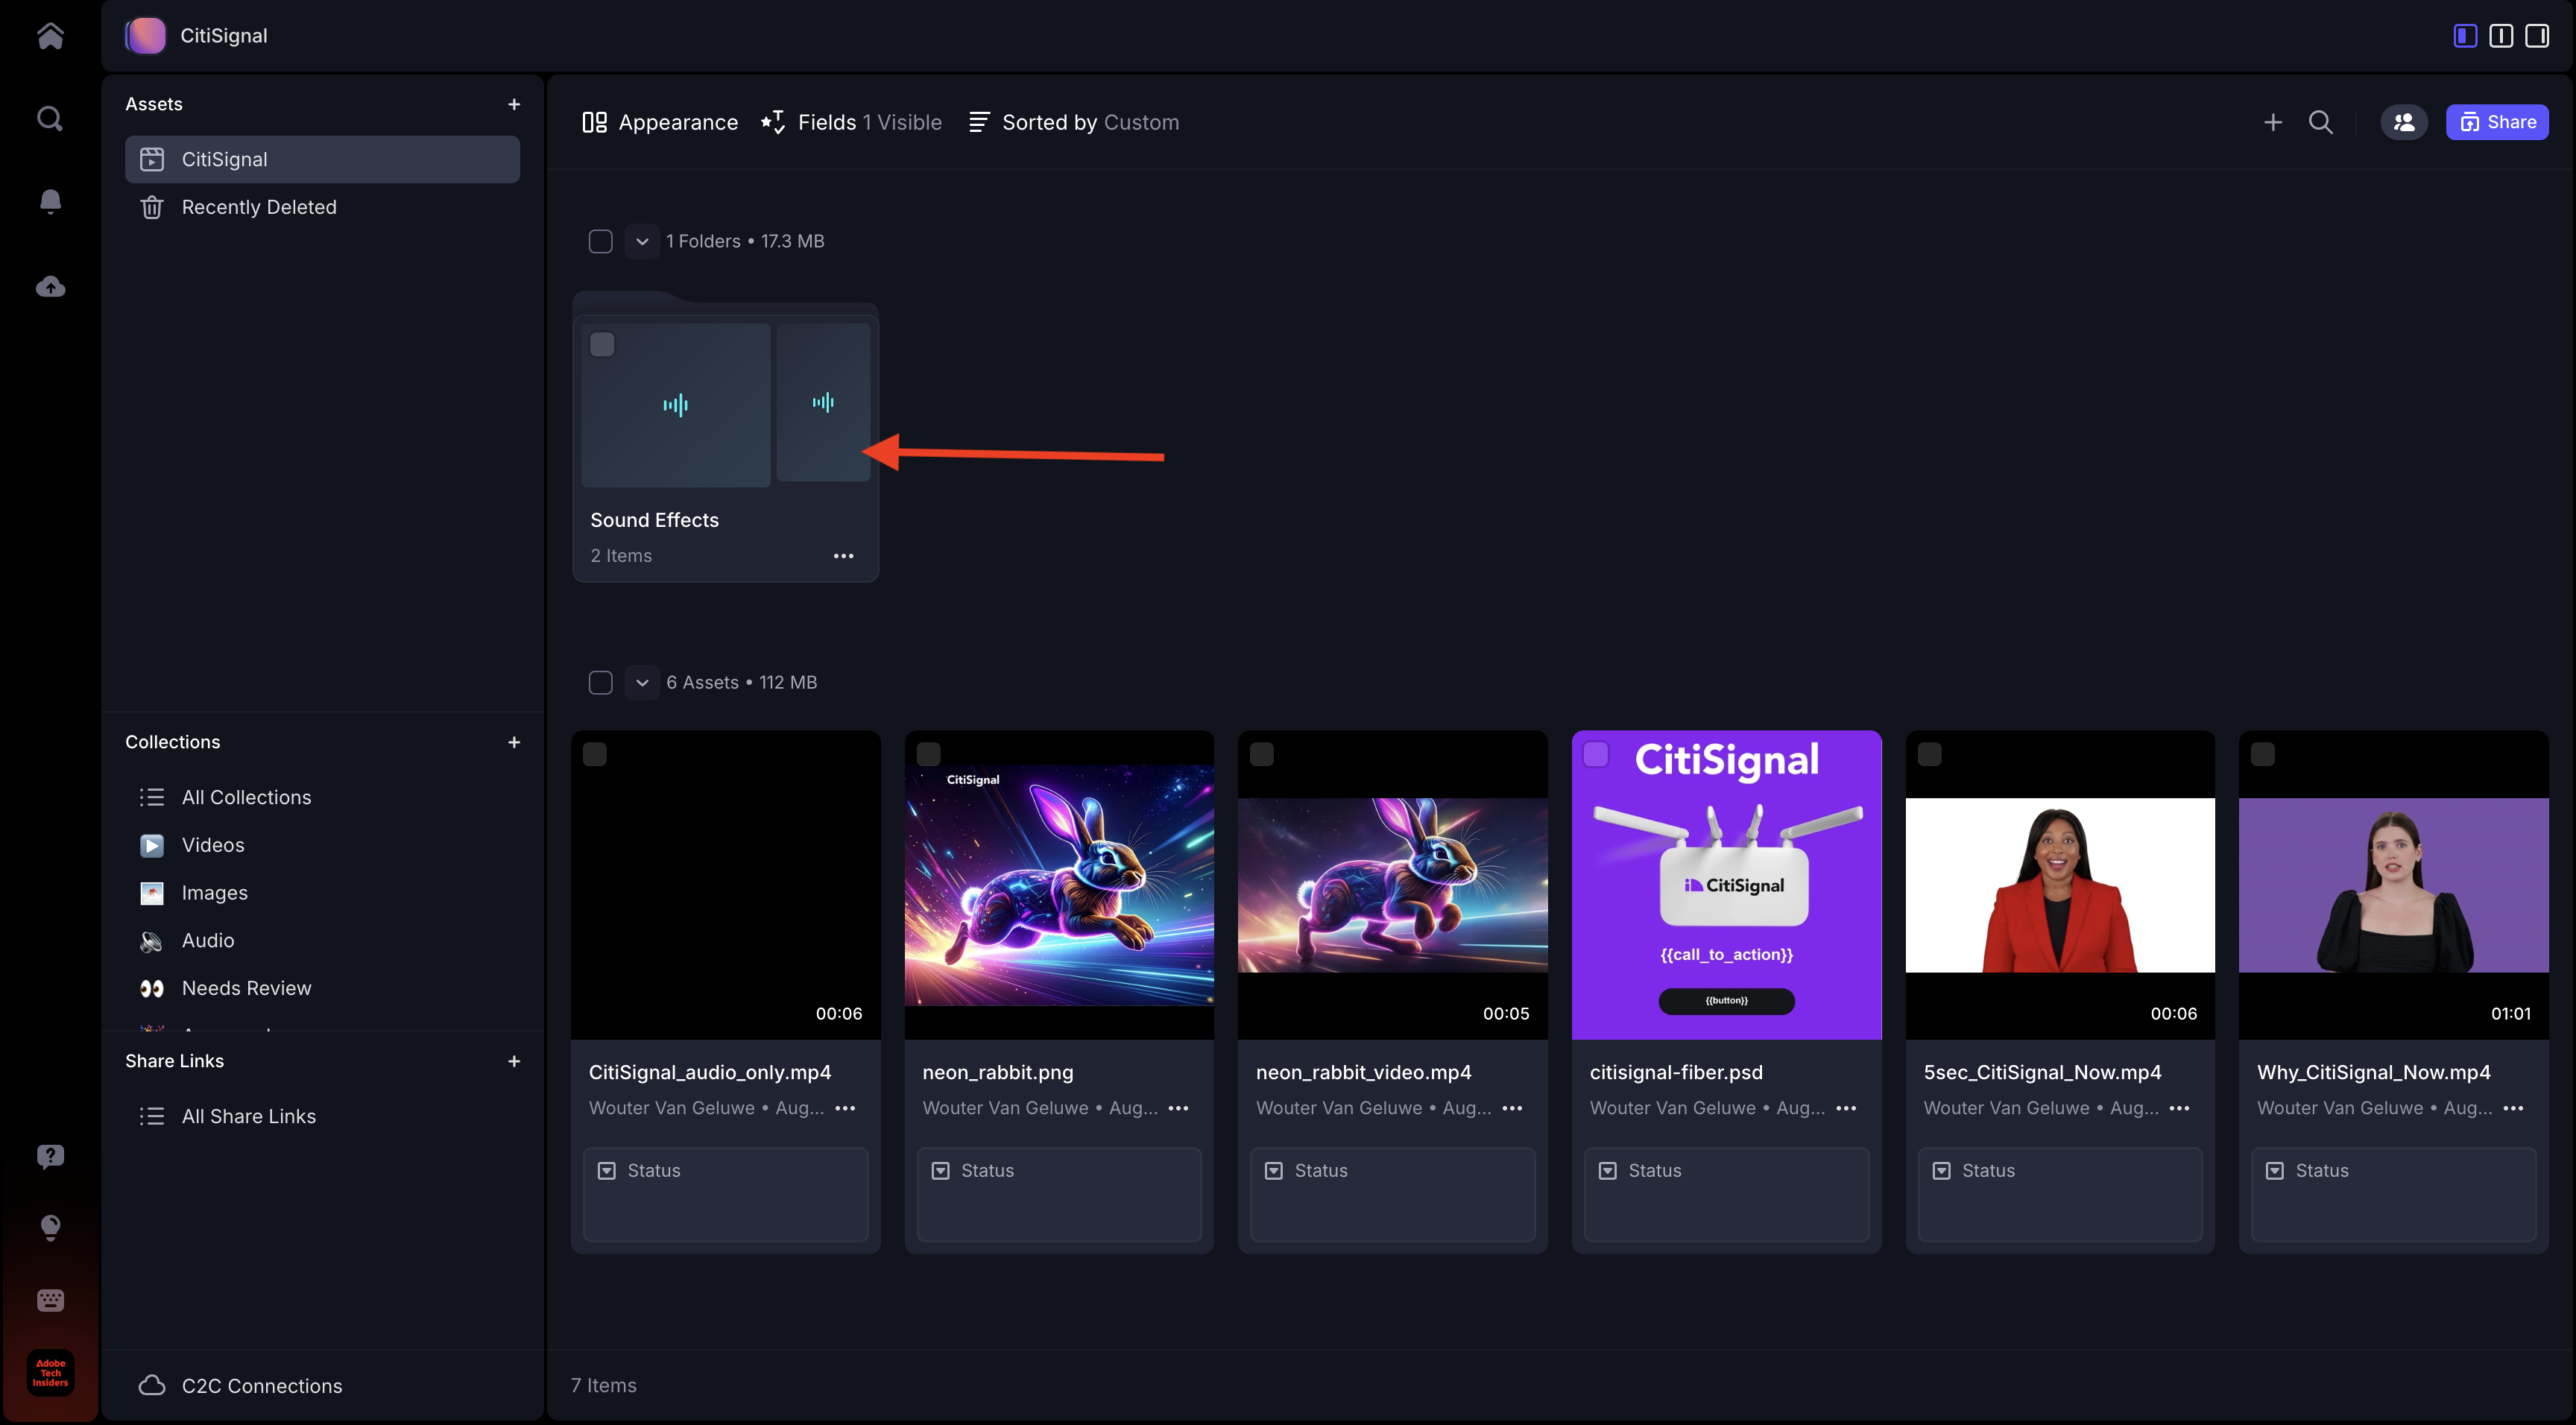 CitiSignal
Assets
CitiSignal
Recently Deleted
Appearance
Fields 1 Visible
Sorted by Custom
Share
1 Folders • 17.3 MB
Sound Effects
2 Items
6 Assets • 112 MB
Collections
All Collections
Videos
Images
Audio
Needs Review
Share Links
All Share Links
C2C Connections
Adobe
Tech
Insiders
00:06
CitiSignal_audio_only.mp4
Wouter Van Geluwe • Aug...
Status
CitiSignal
neon_rabbit.png
Wouter Van Geluwe • Aug...
Status
00:05
neon_rabbit_video.mp4
Wouter Van Geluwe • Aug...
Status
CitiSignal
CitiSignal
{{call_to_action}}
{{button}}
citisignal-fiber.psd
Wouter Van Geluwe • Aug...
Status
00:06
5sec_CitiSignal_Now.mp4
Wouter Van Geluwe • Aug...
Status
01:01
Why_CitiSignal_Now.mp4
Wouter Van Geluwe • Aug...
Status
7 Items